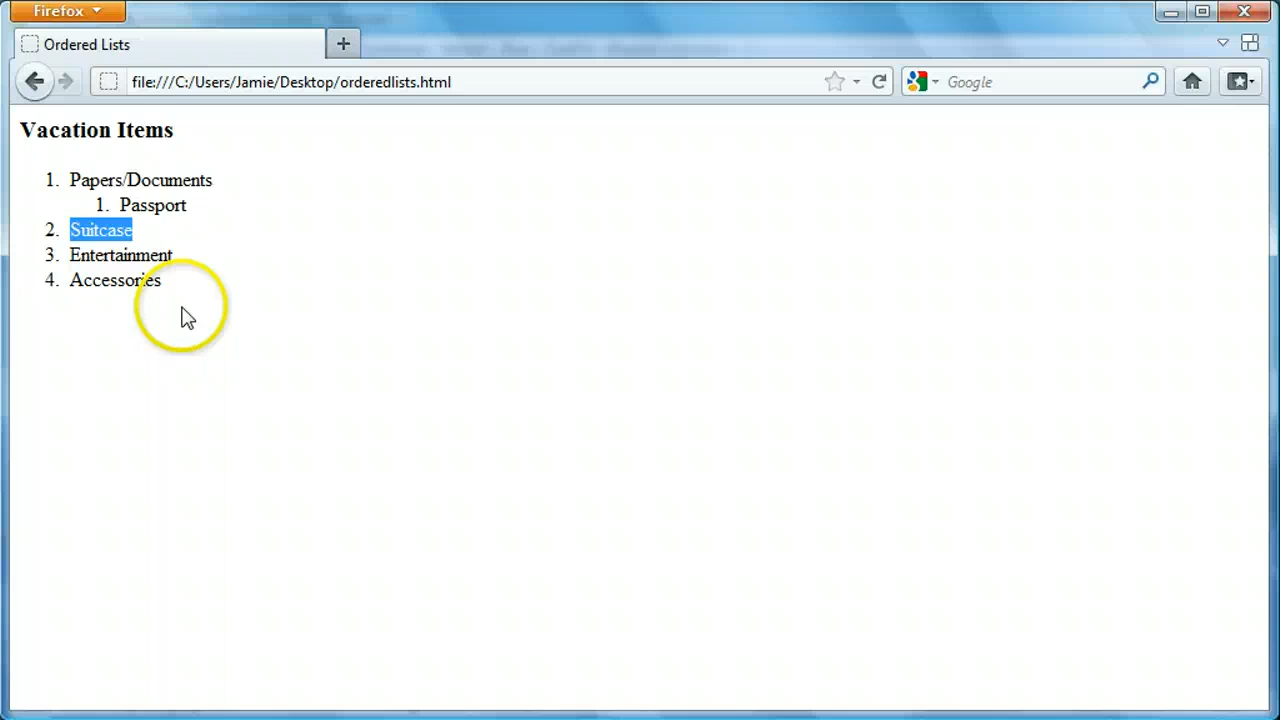 Firefox
Ordered Lists
file:///C:/Users/Jamie/Desktop/orderedlists.html
Google
Vacation Items
1. Papers/Documents
1. Passport
2. Suitcase
3. Entertainment
4. Accessories